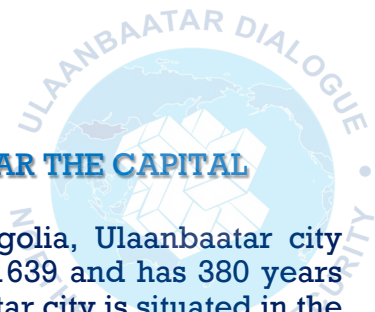 ULAANBAATAR DIALOGUE
AR THE CAPITAL
golia, Ulaanbaatar city
1639 and has 380 years
tar city is situated in the